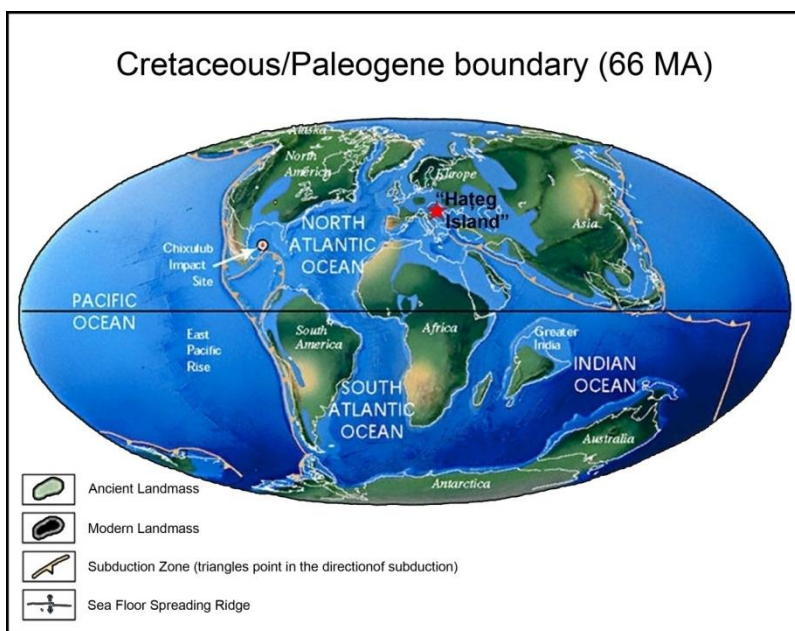 Cretaceous/Paleogene boundary (66 MA)
Alaska
North
America
Europe
"Hațeg
Island"
Asia
NORTH
ATLANTIC
OCEAN
Chixulub
Impact
Site
PACIFIC
OCEAN
East
Pacific
Rise
South
America
Africa
Greater
India
INDIAN
OCEAN
SOUTH
ATLANTIC
OCEAN
Australia
Antarctica
Ancient Landmass
Modern Landmass
Subduction Zone (triangles point in the directionof subduction)
Sea Floor Spreading Ridge